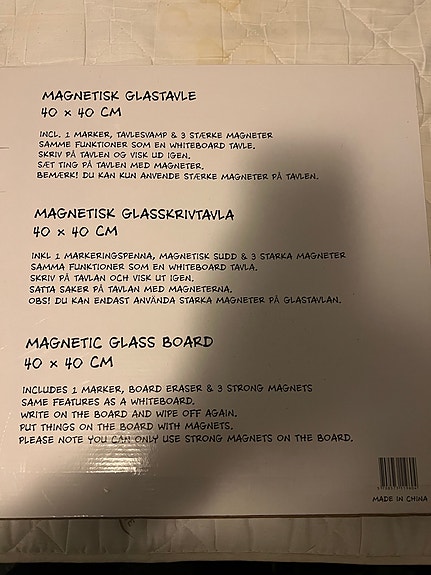 MAGNETISK GLASTAVLE
40 x 40 CM
INCL. 1 MARKER, TAVLESVAMP & 3 STÆRKE MAGNETER
SAMME FUNKTIONER SOM EN WHITEBOARD TAVLE.
SKRIV PÅ TAVLEN OG VISK UD IGEN.
SÆT TING PÅ TAVLEN MED MAGNETER.
BEMÆRK! DU KAN KUN ANVENDE STÆRKE MAGNETER PÅ TAVLEN.
MAGNETISK GLASSKRIVTAVLA
40 x 40 CM
INKL 1 MARKERINGSPENNA, MAGNETISK SUDD & 3 STARKA MAGNETER
SAMMA FUNKTIONER SOM EN WHITEBOARD TAVLA.
SKRIV PÅ TAVLAN OCH VISK UT IGEN.
SATTA SAKER PÅ TAVLAN MED MAGNETERNA.
OBS! DU KAN ENDAST ANVÄNDA STARKA MAGNETER PÅ GLASTAVLAN.
MAGNETIC GLASS BOARD
40 x 40 CM
INCLUDES 1 MARKER, BOARD ERASER & 3 STRONG MAGNETS
SAME FEATURES AS A WHITEBOARD.
WRITE ON THE BOARD AND WIPE OFF AGAIN.
PUT THINGS ON THE BOARD WITH MAGNETS.
PLEASE NOTE YOU CAN ONLY USE STRONG MAGNETS ON THE BOARD.
MADE IN CHINA